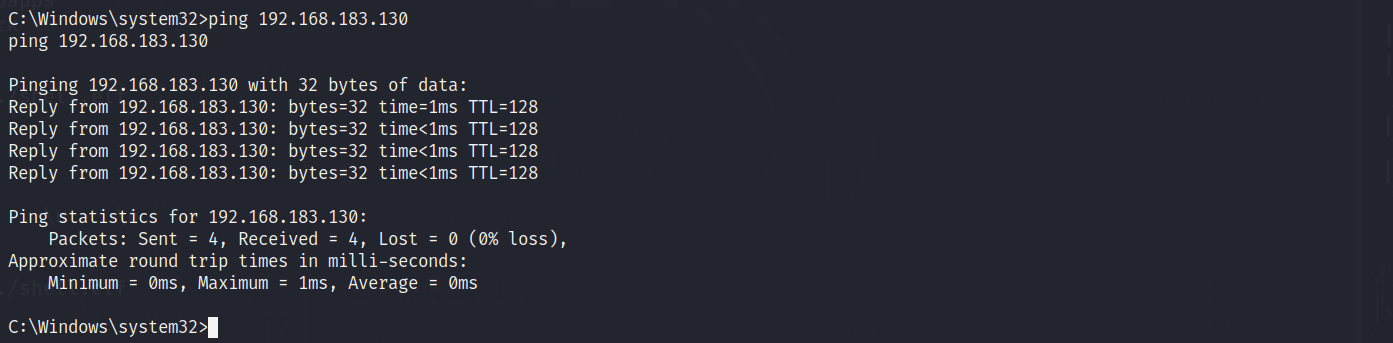 C:\Windows\system32>ping 192.168.183.130
ping 192.168.183.130
Pinging 192.168.183.130 with 32 bytes of data:
Reply from 192.168.183.130: bytes=32 time=1ms TTL=128
Reply from 192.168.183.130: bytes=32 time<1ms TTL=128
Reply from 192.168.183.130: bytes=32 time<1ms TTL=128
Reply from 192.168.183.130: bytes=32 time<1ms TTL=128
Ping statistics for 192.168.183.130:
    Packets: Sent = 4, Received = 4, Lost = 0 (0% loss),
Approximate round trip times in milli-seconds:
    Minimum = 0ms, Maximum = 1ms, Average = 0ms
C:\Windows\system32>